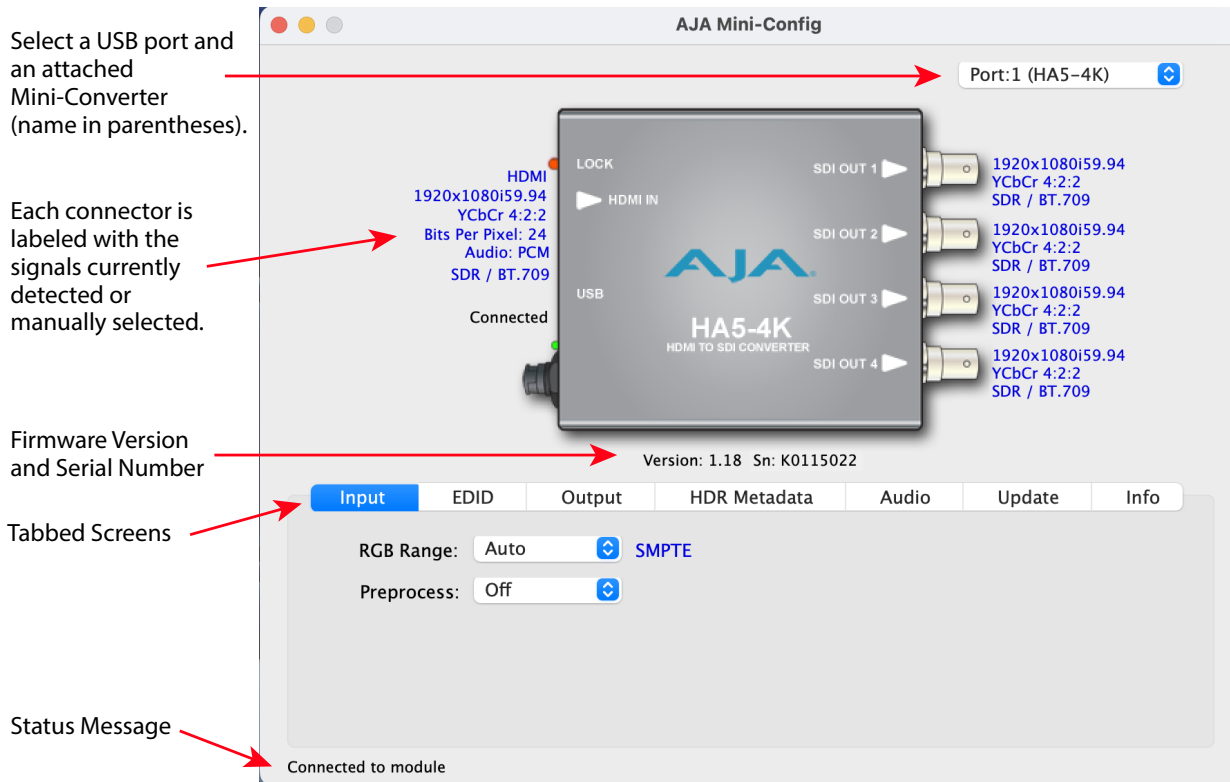 AJA Mini-Config
Select a USB port and
an attached
Mini-Converter
(name in parentheses).
Port:1 (HA5-4K)
Each connector is
labeled with the
signals currently
detected or
manually selected.
HDMI
1920x1080i59.94
YCbCr 4:2:2
Bits Per Pixel: 24
Audio: PCM
SDR / BT.709
Connected
LOCK
HDMI IN
USB
AJA
HA5-4K
HDMI TO SDI CONVERTER
SDI OUT 1
SDI OUT 2
SDI OUT 3
SDI OUT 4
1920x1080i59.94
YCbCr 4:2:2
SDR / BT.709
1920x1080i59.94
YCbCr 4:2:2
SDR / BT.709
1920x1080i59.94
YCbCr 4:2:2
SDR / BT.709
1920x1080i59.94
YCbCr 4:2:2
SDR / BT.709
Firmware Version
and Serial Number
Version: 1.18 Sn: K0115022
Tabbed Screens
Input EDID Output HDR Metadata Audio Update Info
RGB Range: Auto SMPTE
Preprocess: Off
Status Message
Connected to module